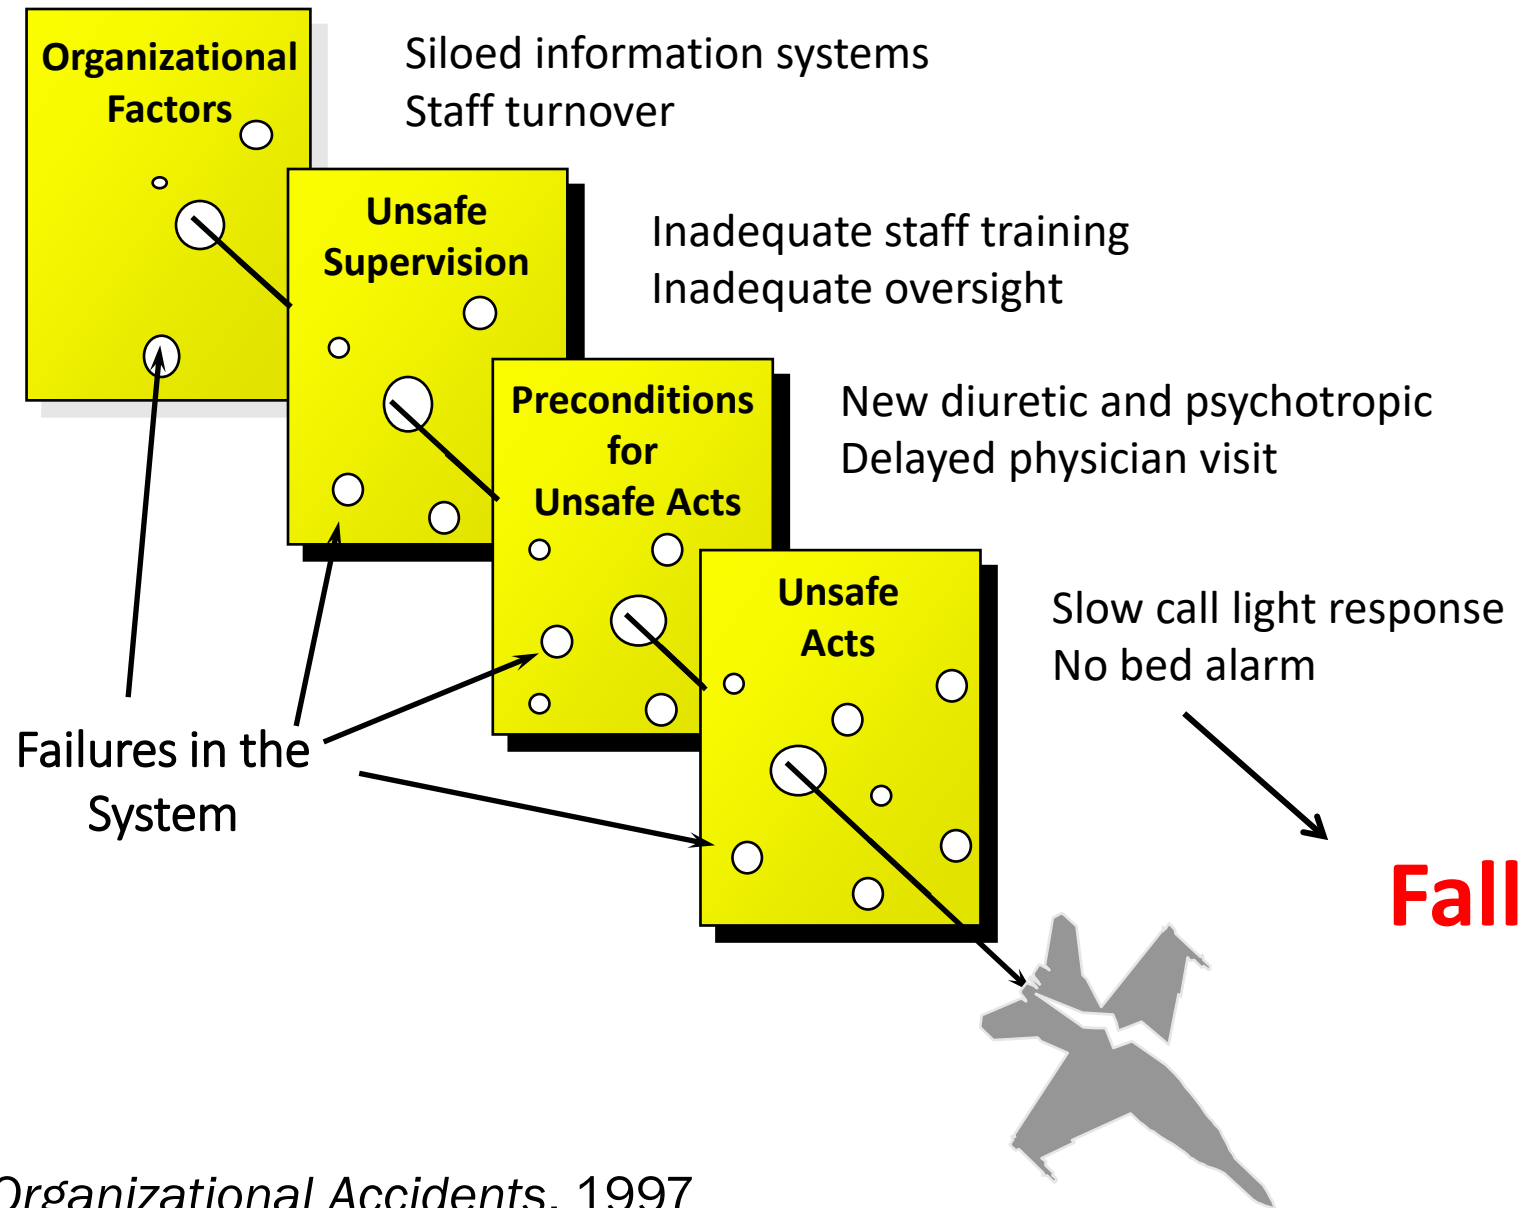 Organizational
Factors
Siloed information systems
Staff turnover
Unsafe
Supervision
Inadequate staff training
Inadequate oversight
Preconditions
for
Unsafe Acts
New diuretic and psychotropic
Delayed physician visit
Unsafe
Acts
Slow call light response
No bed alarm
Failures in the
System
Fall
Organizational Accidents, 1997